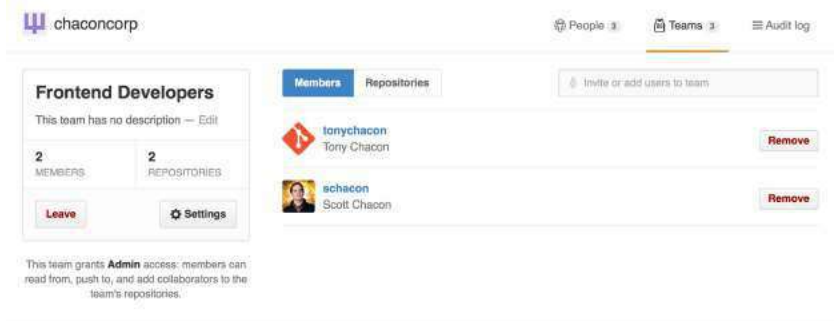 chaconcorp
People 3
Teams 3
Audit log
Frontend Developers
This team has no description — Edit
2
MEMBERS
2
REPOSITORIES
Leave
Settings
This team grants Admin access: members can
read from, push to, and add collaborators to the
team's repositories.
Members
Repositories
Invite or add users to team
tonychacon
Tony Chacon
Remove
schacon
Scott Chacon
Remove